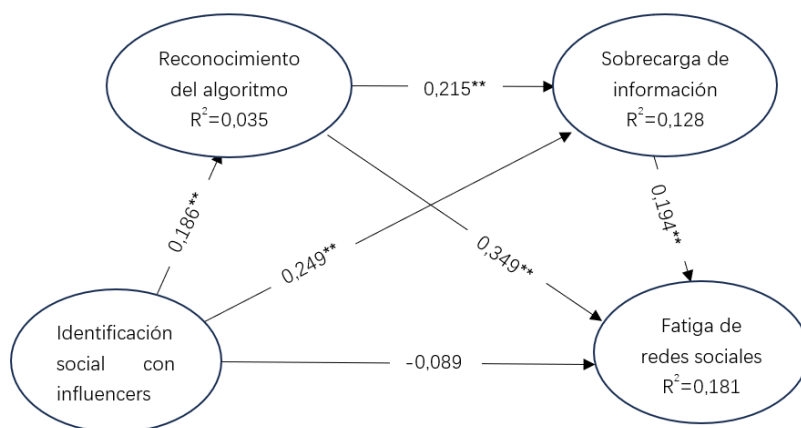 Reconocimiento
del algoritmo
R²=0,035
Sobrecarga de
información
R²=0,128
0,215**
0,186**
0,249**
0,349**
0,194**
Identificación
social con
influencers
-0,089
Fatiga de
redes sociales
R²=0,181